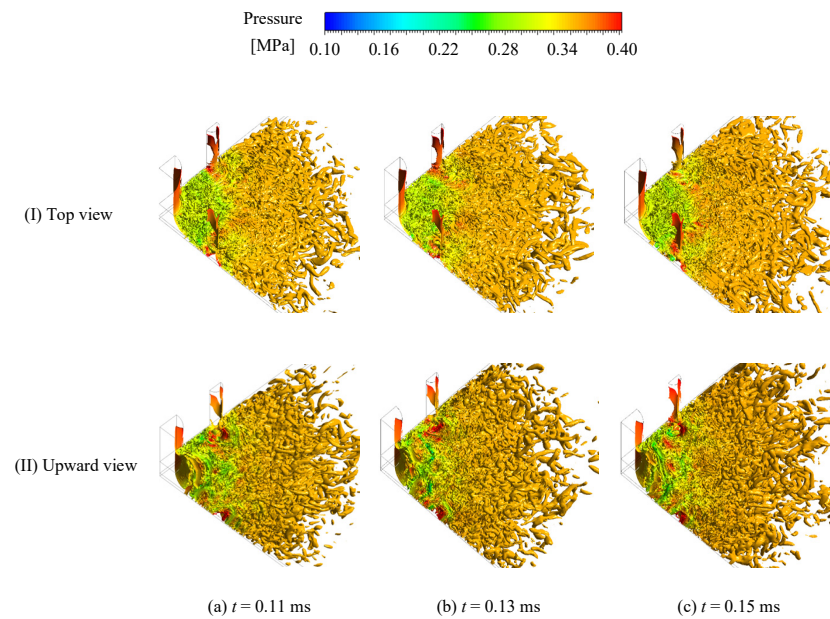 Pressure
[MPa] 0.10 0.16 0.22 0.28 0.34 0.40
(I) Top view
(II) Upward view
(a) t = 0.11 ms (b) t = 0.13 ms (c) t = 0.15 ms